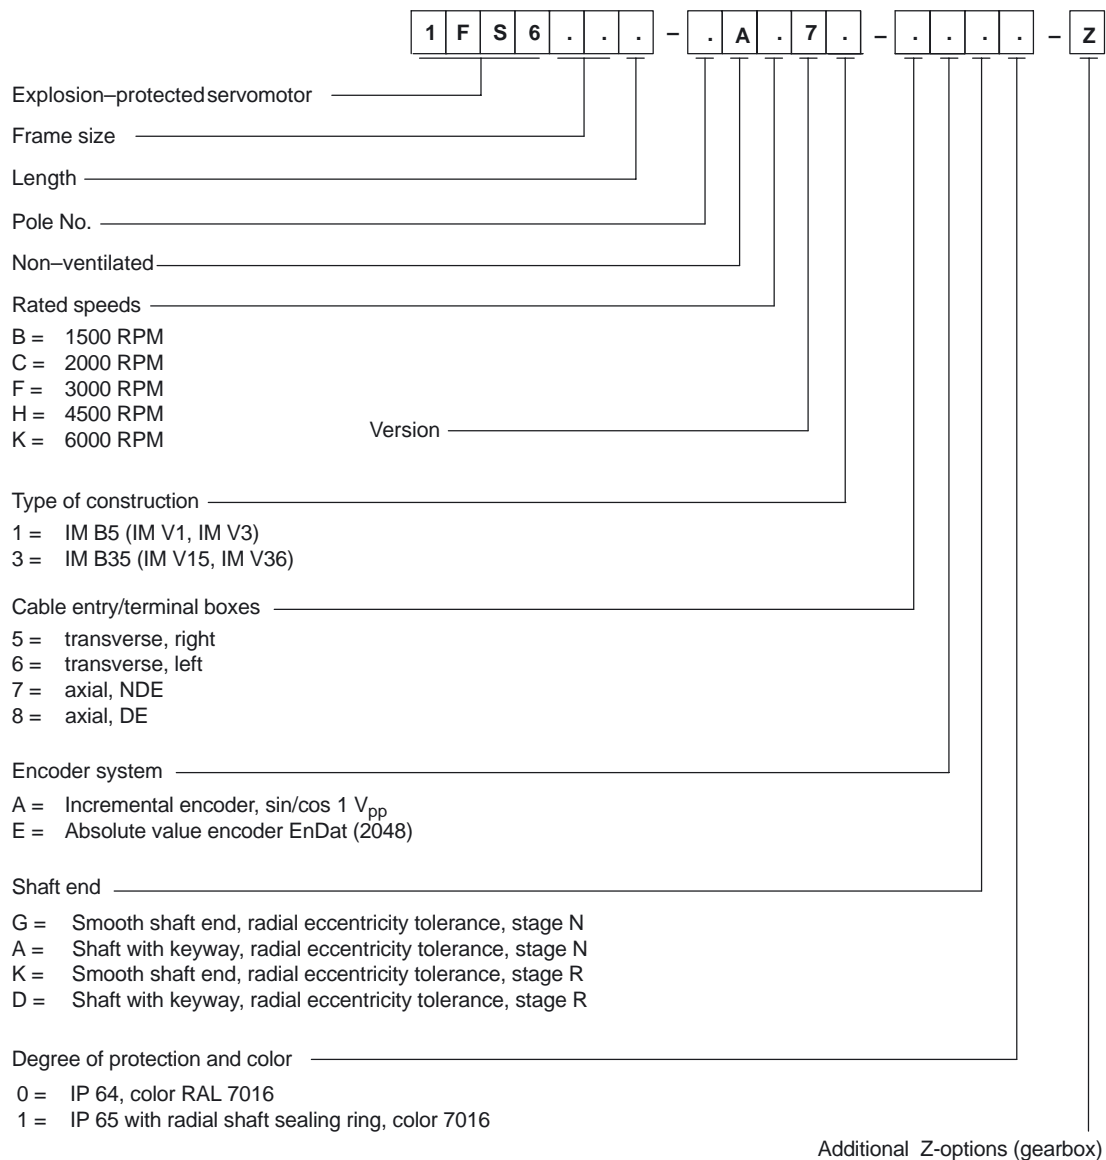 1 F S 6 . . . – . A . 7 . – . . . . – Z
Explosion–protectedservomotor
Frame size
Length
Pole No.
Non–ventilated
Rated speeds
B = 1500 RPM
C = 2000 RPM
F = 3000 RPM
H = 4500 RPM
K = 6000 RPM
Version
Type of construction
1 = IM B5 (IM V1, IM V3)
3 = IM B35 (IM V15, IM V36)
Cable entry/terminal boxes
5 = transverse, right
6 = transverse, left
7 = axial, NDE
8 = axial, DE
Encoder system
A = Incremental encoder, sin/cos 1 Vpp
E = Absolute value encoder EnDat (2048)
Shaft end
G = Smooth shaft end, radial eccentricity tolerance, stage N
A = Shaft with keyway, radial eccentricity tolerance, stage N
K = Smooth shaft end, radial eccentricity tolerance, stage R
D = Shaft with keyway, radial eccentricity tolerance, stage R
Degree of protection and color
0 = IP 64, color RAL 7016
1 = IP 65 with radial shaft sealing ring, color 7016
Additional Z-options (gearbox)